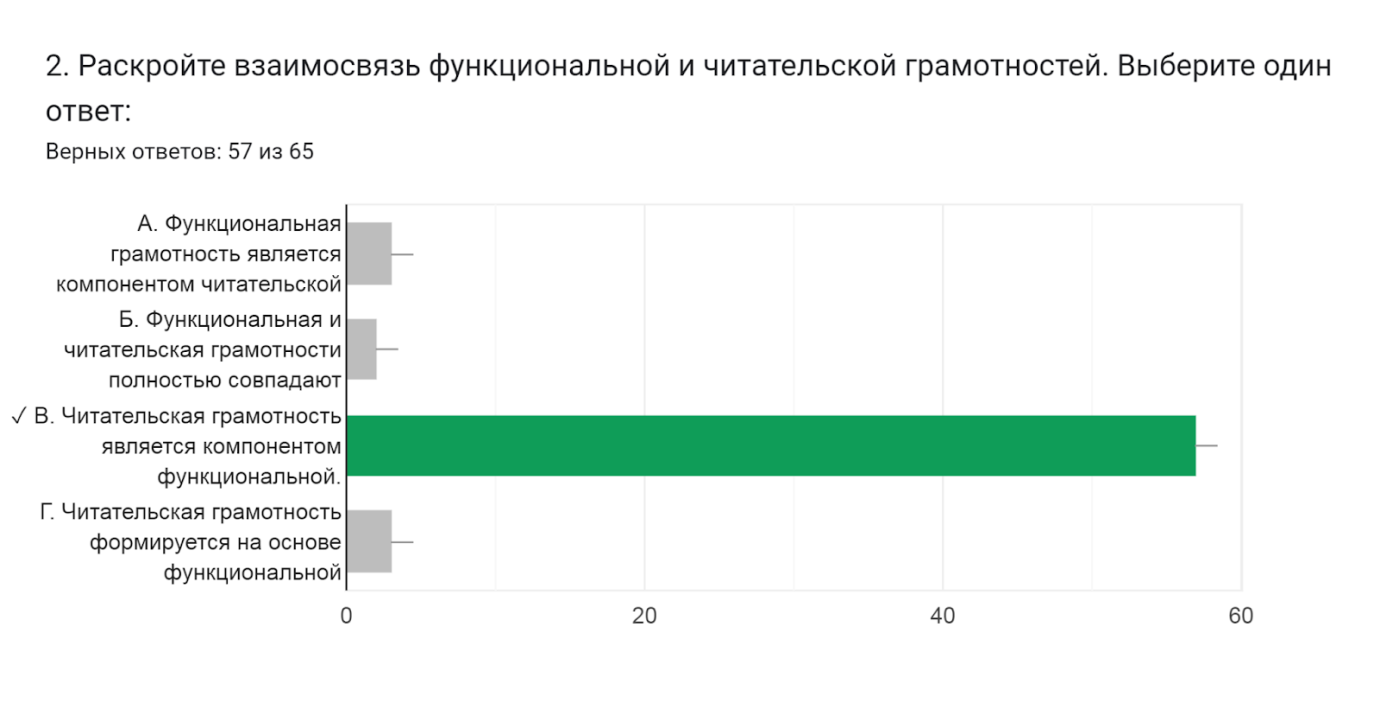 2. Раскройте взаимосвязь функциональной и читательской грамотностей. Выберите один
ответ:
Верных ответов: 57 из 65
А. Функциональная
грамотность является
компонентом читательской
Б. Функциональная и
читательская грамотности
полностью совпадают
✓ В. Читательская грамотность
является компонентом
функциональной.
Г. Читательская грамотность
формируется на основе
функциональной
0 20 40 60